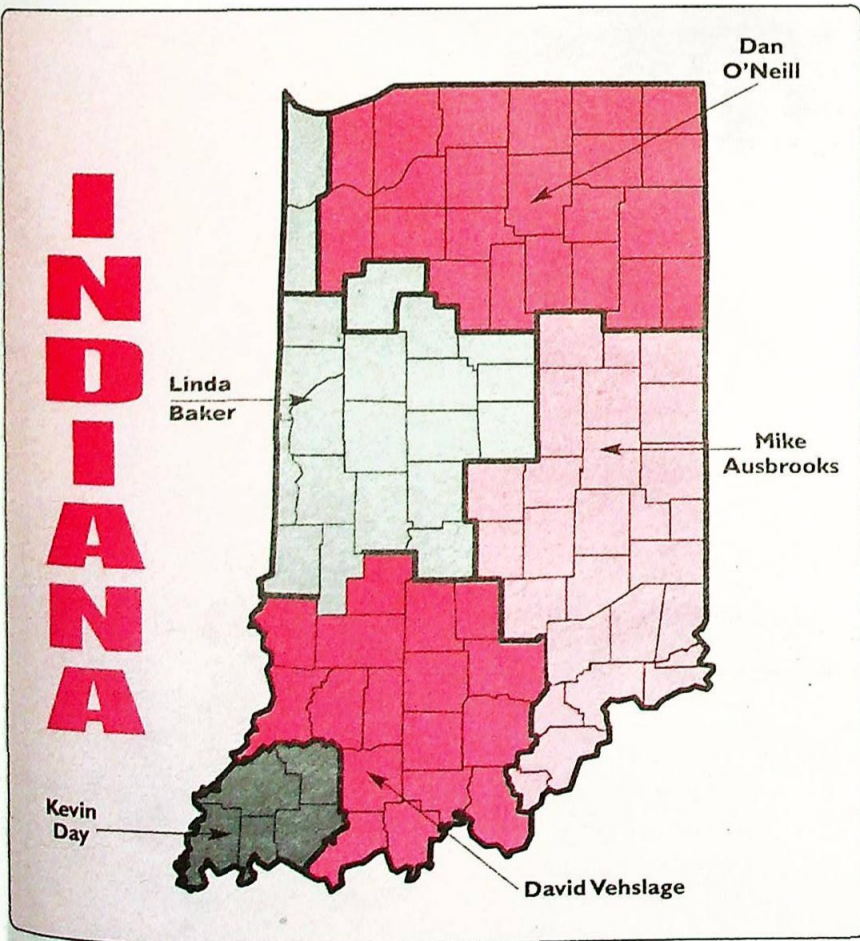 INDIANA
Dan
O'Neill
Linda
Baker
Mike
Ausbrooks
Kevin
Day
David Vehslage